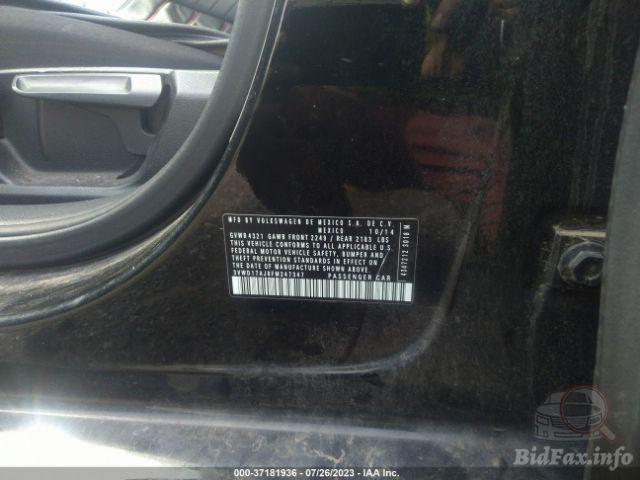 MFD BY VOLKSWAGEN DE MEXICO S.A. DE C.V.
MEXICO 10/14
GVWR 4321 GAWR FRONT 2249 / REAR 2183 LBS
THIS VEHICLE CONFORMS TO ALL APPLICABLE U.S.
FEDERAL MOTOR VEHICLE SAFETY, BUMPER AND
THEFT PREVENTION STANDARDS IN EFFECT ON
THE DATE OF MANUFACTURE SHOWN ABOVE.
PASSENGER CAR
BidFax.info
000-37181936 - 07/26/2023 - IAA Inc.